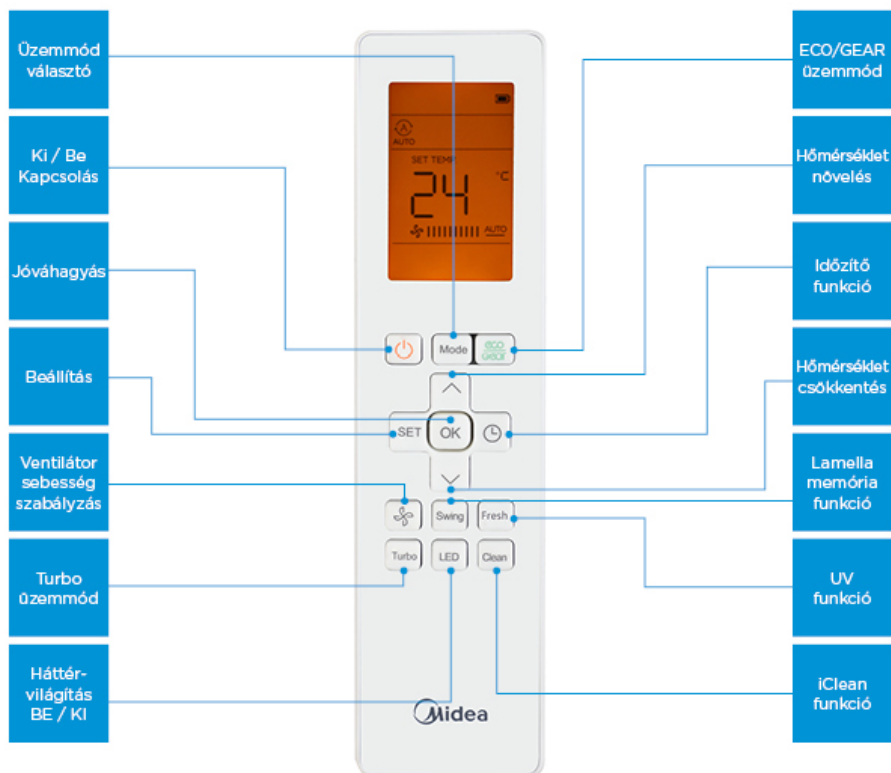 Üzemmód
választó
Ki / Be
Kapcsolás
Jóváhagyás
Beállítás
Ventilátor
sebesség
szabályzás
Turbo
üzemmód
Háttér-
világítás
BE / KI
AUTO
SET TEMP.
24 °C
AUTO
Mode
eco
gear
SET
OK
Swing
Fresh
Turbo
LED
Clean
Midea
ECO/GEAR
üzemmód
Hőmérséklet
növelés
Időzítő
funkció
Hőmérséklet
csökkentés
Lamella
memória
funkció
UV
funkció
iClean
funkció